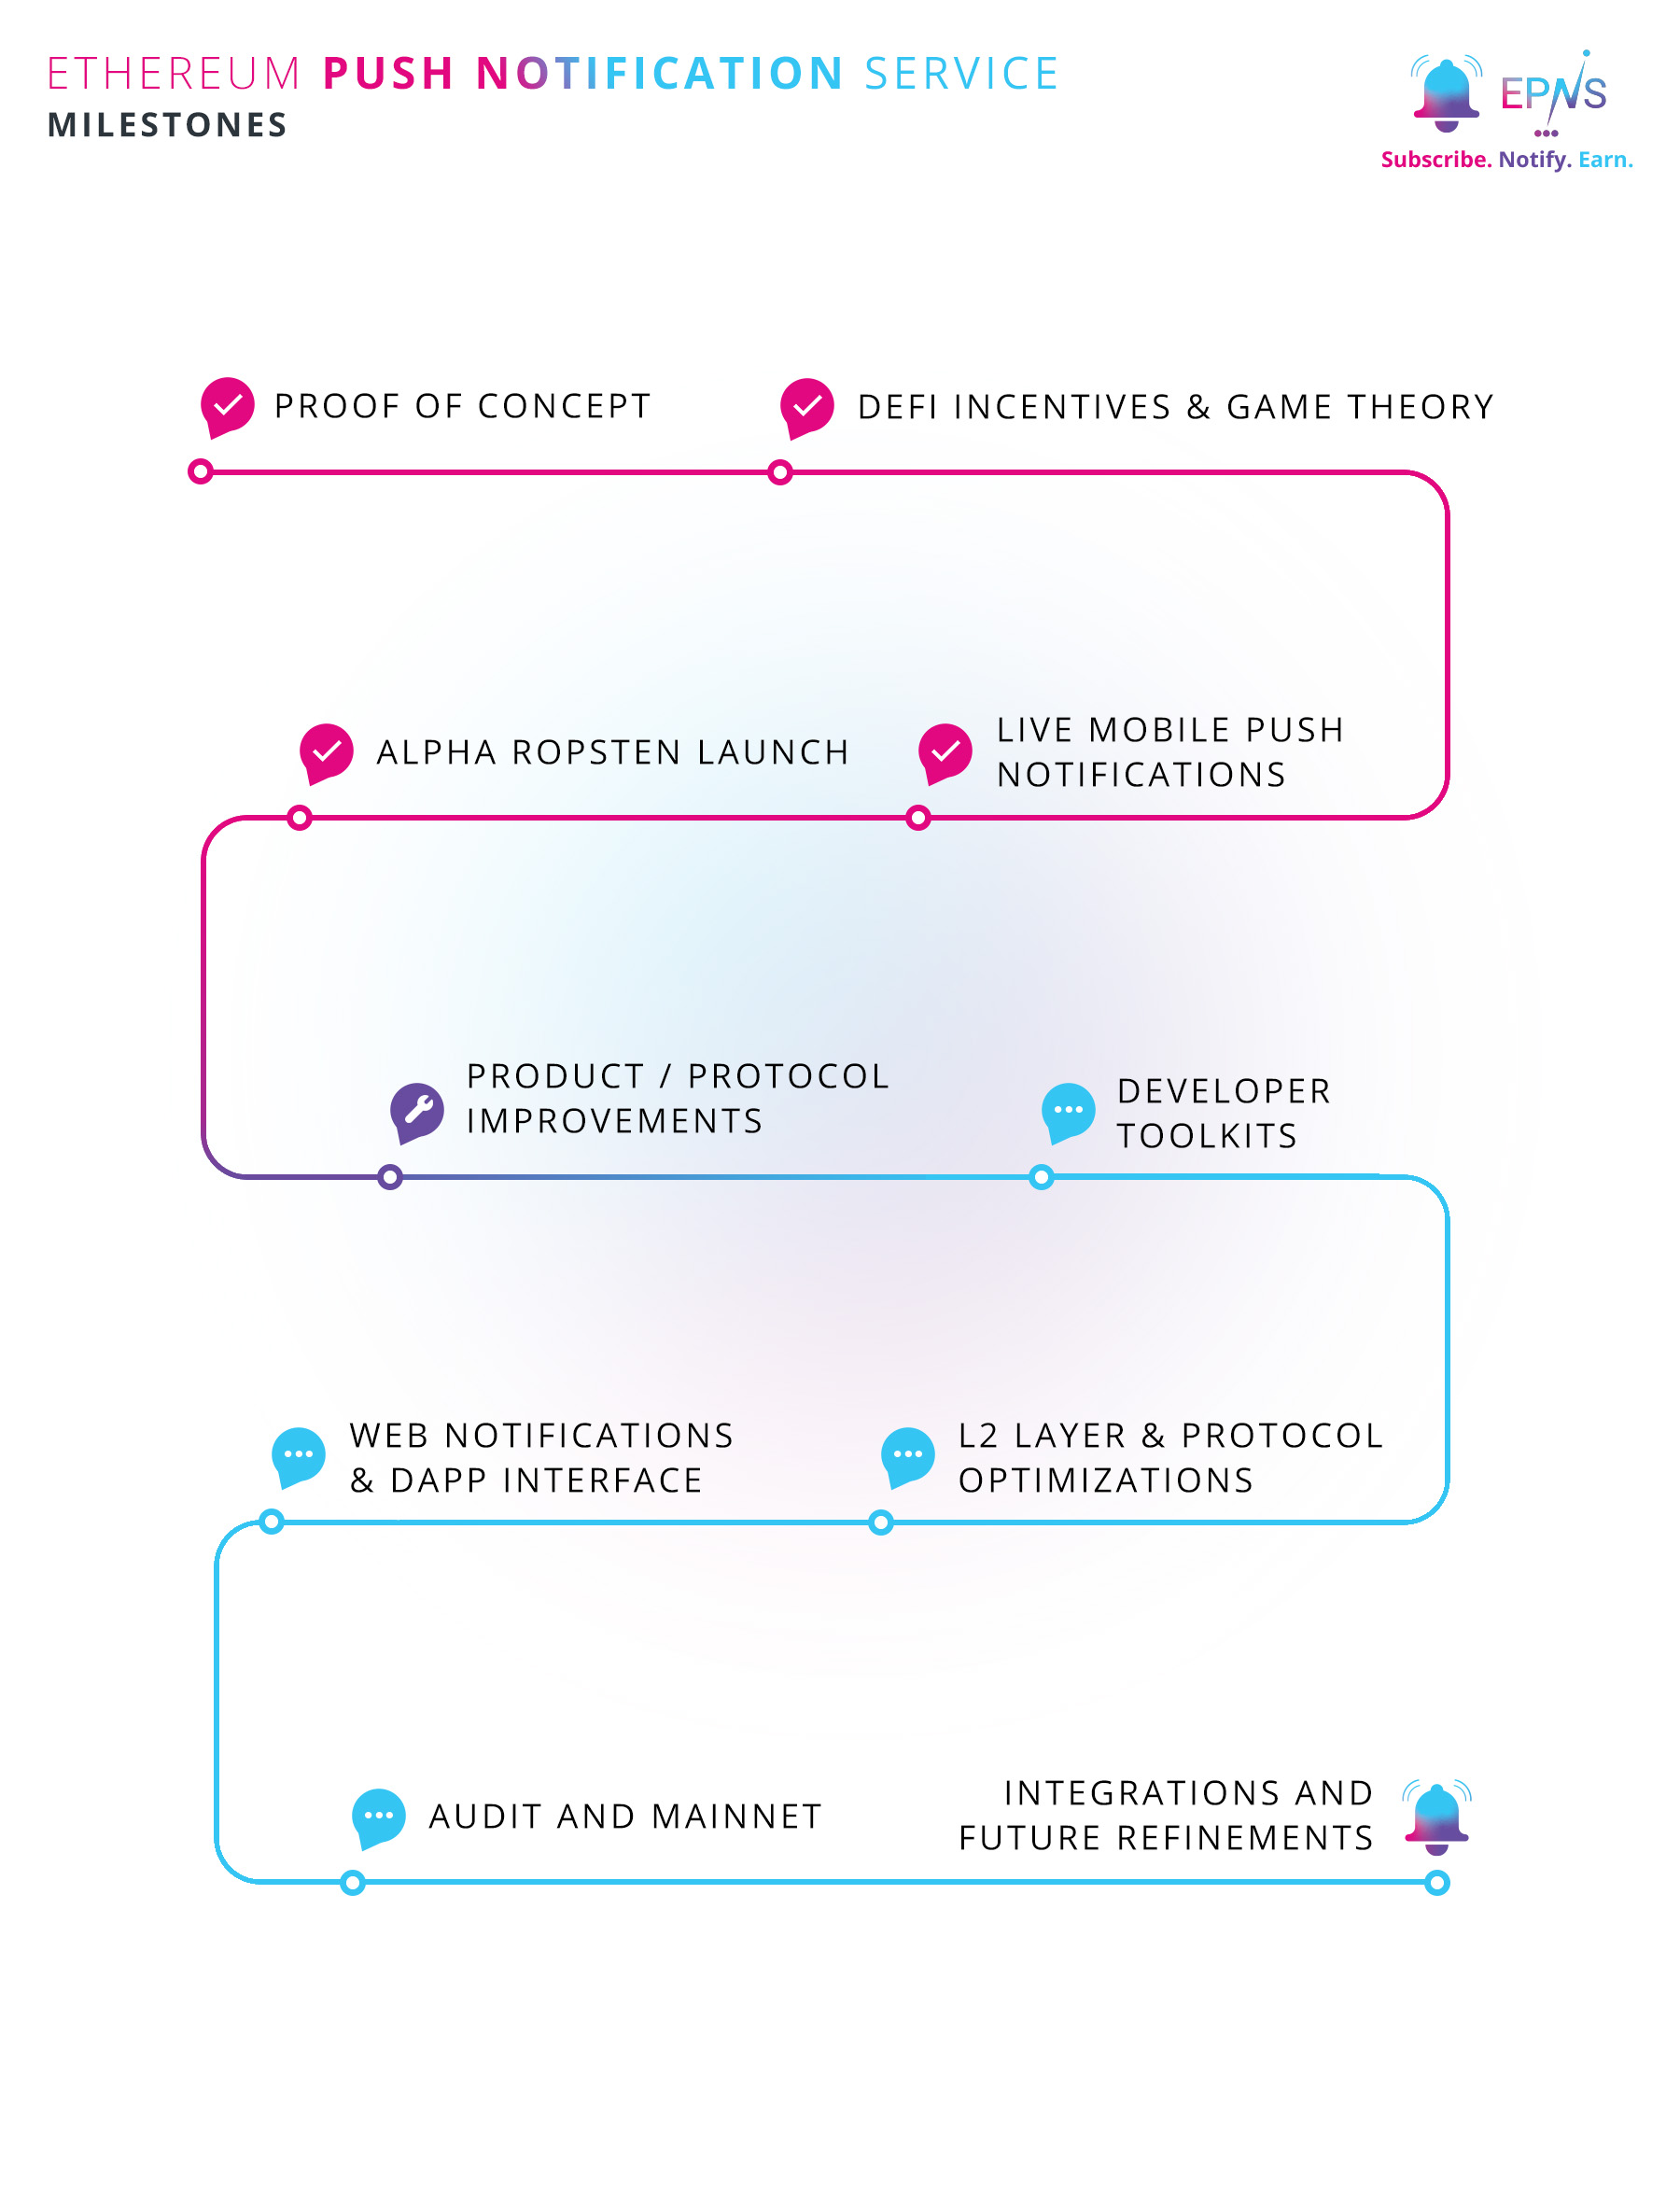 ETHEREUM PUSH NOTIFICATION SERVICE
MILESTONES
EPNS
Subscribe. Notify. Earn.
PROOF OF CONCEPT
DEFI INCENTIVES & GAME THEORY
ALPHA ROPSTEN LAUNCH
LIVE MOBILE PUSH
NOTIFICATIONS
PRODUCT / PROTOCOL
IMPROVEMENTS
DEVELOPER
TOOLKITS
WEB NOTIFICATIONS
& DAPP INTERFACE
L2 LAYER & PROTOCOL
OPTIMIZATIONS
AUDIT AND MAINNET
INTEGRATIONS AND
FUTURE REFINEMENTS